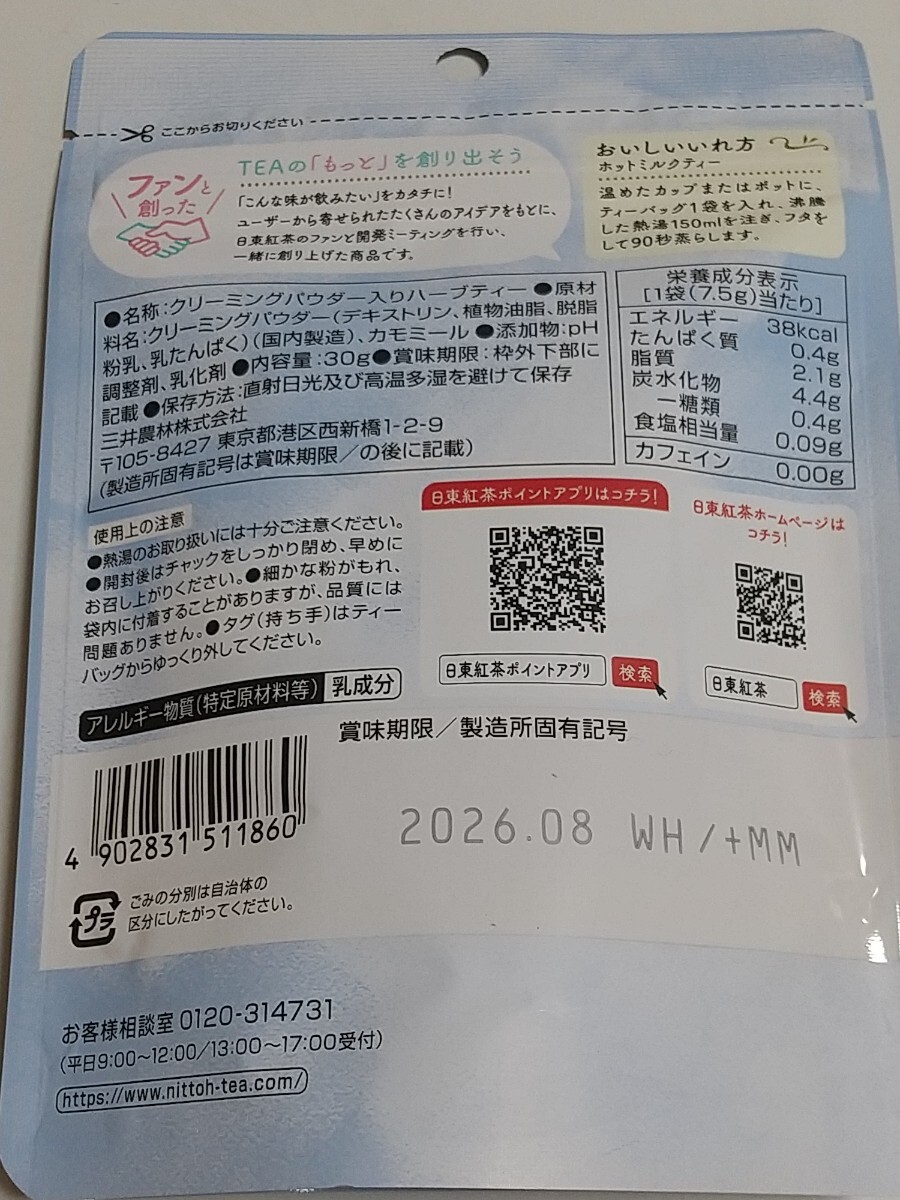 ここからお切りください
ファンと
創った
TEAの「もっと」を創り出そう
「こんな味が飲みたい」をカタチに!
ユーザーから寄せられたたくさんのアイデアをもとに、
日東紅茶のファンと開発ミーティングを行い、
一緒に創り上げた商品です。
おいしいいれ方
ホットミルクティー
温めたカップまたはポットに、
ティーバッグ1袋を入れ、沸騰
した熱湯150mlを注ぎ、フタを
して90秒蒸らします。
●名称:クリーミングパウダー入りハーブティー ●原材
料名:クリーミングパウダー(デキストリン、植物油脂、脱脂
粉乳、乳たんぱく)(国内製造)、カモミール ●添加物:pH
調整剤、乳化剤 ●内容量:30g ●賞味期限:枠外下部に
記載 ●保存方法:直射日光及び高温多湿を避けて保存
三井農林株式会社
〒105-8427 東京都港区西新橋1-2-9
(製造所固有記号は賞味期限/の後に記載)
栄養成分表示
[1袋(7.5g)当たり]
エネルギー 38kcal
たんぱく質 0.4g
脂質 2.1g
炭水化物 4.4g
-糖類 0.4g
食塩相当量 0.09g
カフェイン 0.00g
使用上の注意
●熱湯のお取り扱いには十分ご注意ください。
●開封後はチャックをしっかり閉め、早めに
お召し上がりください。●細かな粉がもれ、
袋内に付着することがありますが、品質には
問題ありません。●タグ(持ち手)はティー
バッグからゆっくり外してください。
アレルギー物質(特定原材料等) 乳成分
日東紅茶ポイントアプリはコチラ!
日東紅茶ポイントアプリ 検索
日東紅茶ホームページは
コチラ!
日東紅茶 検索
賞味期限/製造所固有記号
2026.08 WH/+MM
4 902831 511860
プラ
ごみの分別は自治体の
区分にしたがってください。
お客様相談室 0120-314731
(平日9:00~12:00/13:00~17:00受付)
https://www.nittoh-tea.com/